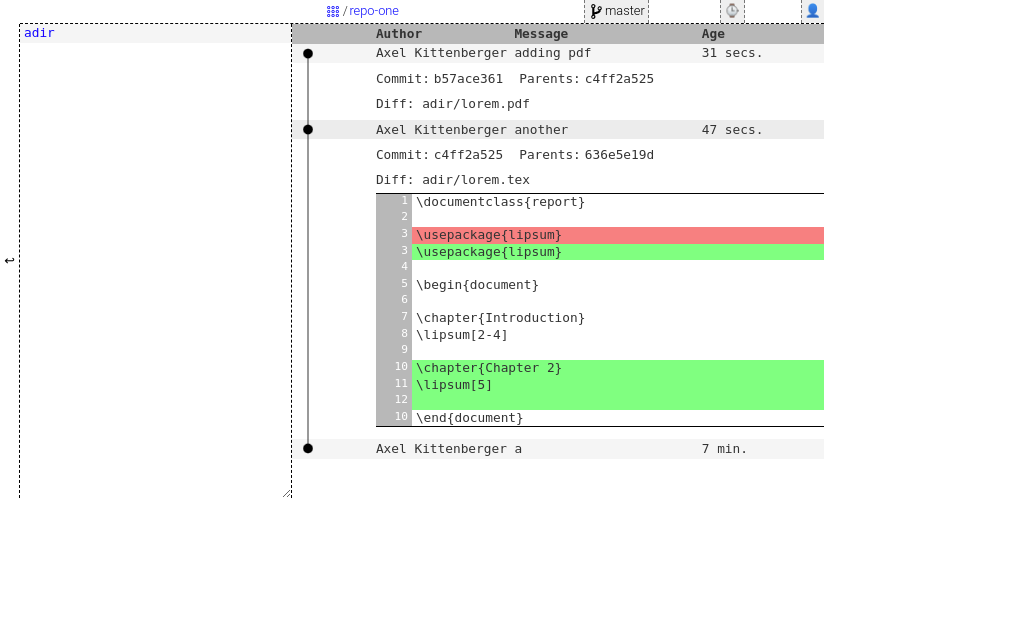 / repo-one master
adir
Author Message Age
Axel Kittenberger adding pdf 31 secs.
Commit: b57ace361 Parents: c4ff2a525
Diff: adir/lorem.pdf
Axel Kittenberger another 47 secs.
Commit: c4ff2a525 Parents: 636e5e19d
Diff: adir/lorem.tex
1 \documentclass{report}
2
3 \usepackage{lipsum}
3 \usepackage{lipsum}
4
5 \begin{document}
6
7 \chapter{Introduction}
8 \lipsum[2-4]
9
10 \chapter{Chapter 2}
11 \lipsum[5]
12
10 \end{document}
Axel Kittenberger a 7 min.